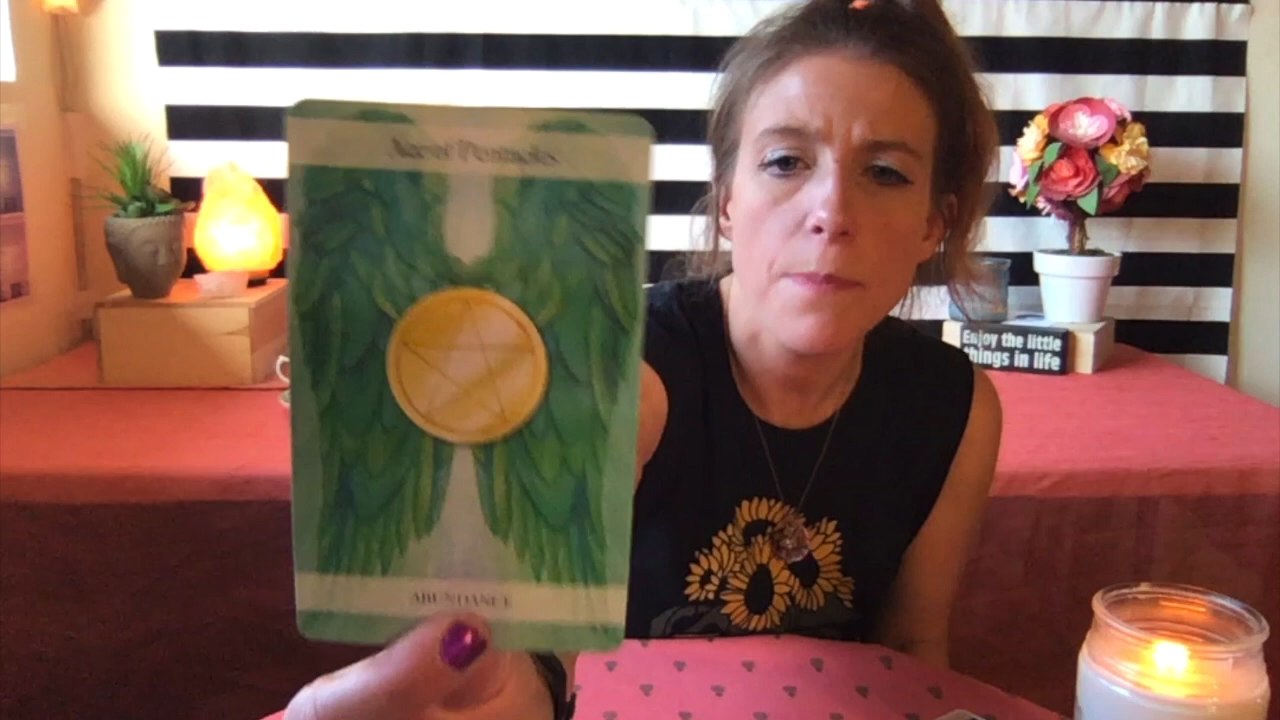 Ace of Pentacles
ABUNDANCE
Enjoy the little
things in life